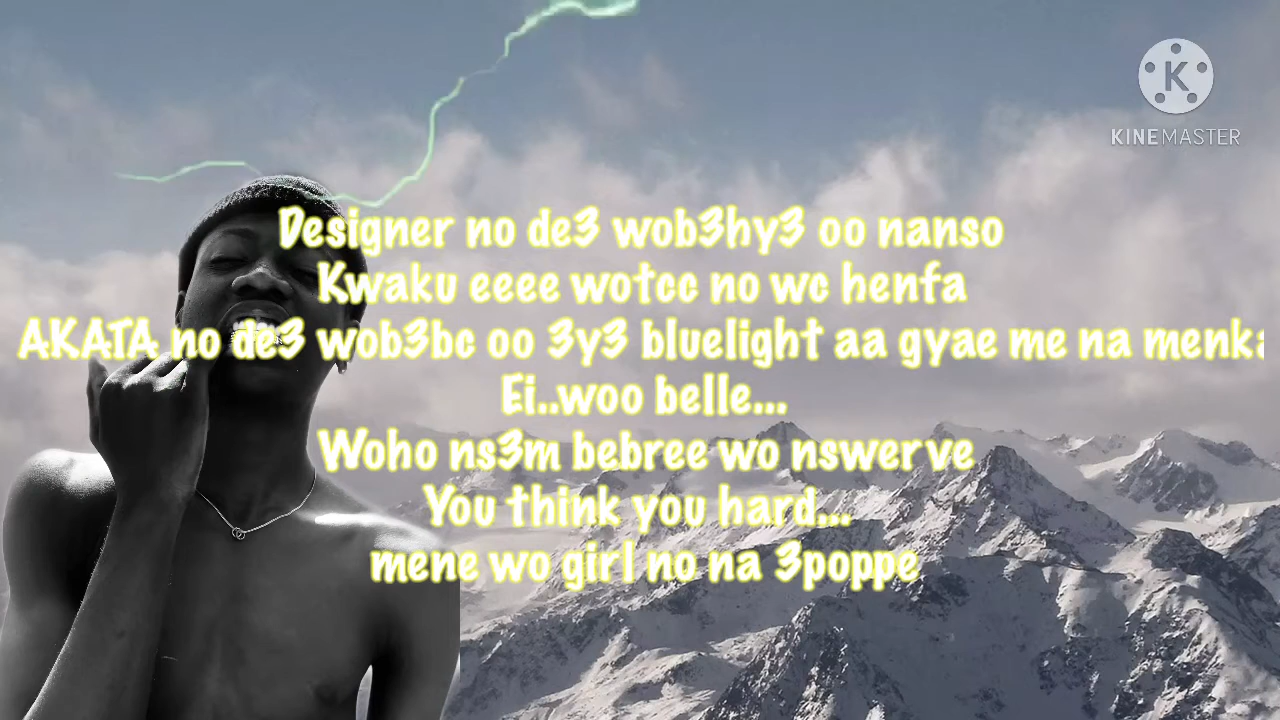 K
KINEMASTER
Designer no de3 wob3hy3 oo nanso
Kwaku eeee wotcc no wc henfa
AKATA no de3 wob3bc oo 3y3 bluelight aa gyae me na menka
Ei..woo belle...
Woho ns3m bebree wo nswerve
You think you hard...
mene wo girl no na 3poppe